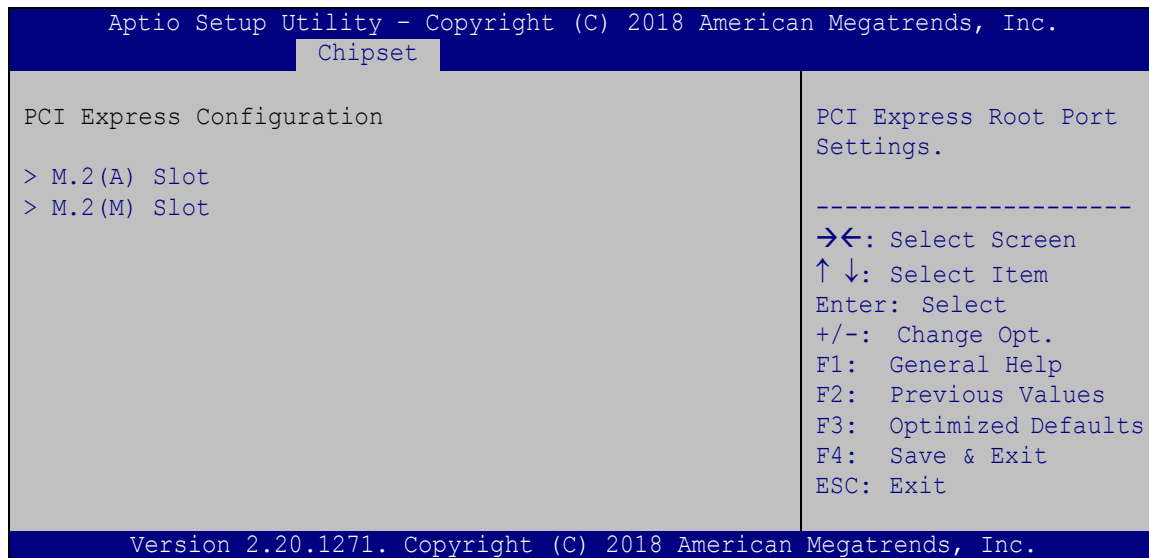 Aptio Setup Utility – Copyright (C) 2018 American Megatrends, Inc.
Chipset
PCI Express Configuration
> M.2(A) Slot
> M.2(M) Slot
PCI Express Root Port
Settings.
----------------------
→←: Select Screen
↑ ↓: Select Item
Enter: Select
+/-: Change Opt.
F1: General Help
F2: Previous Values
F3: Optimized Defaults
F4: Save & Exit
ESC: Exit
Version 2.20.1271. Copyright (C) 2018 American Megatrends, Inc.